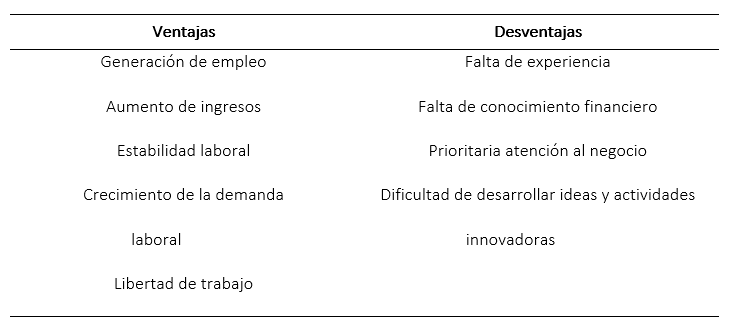 Ventajas Desventajas
Generación de empleo Falta de experiencia
Aumento de ingresos Falta de conocimiento financiero
Estabilidad laboral Prioritaria atención al negocio
Crecimiento de la demanda Dificultad de desarrollar ideas y actividades
laboral innovadoras
Libertad de trabajo